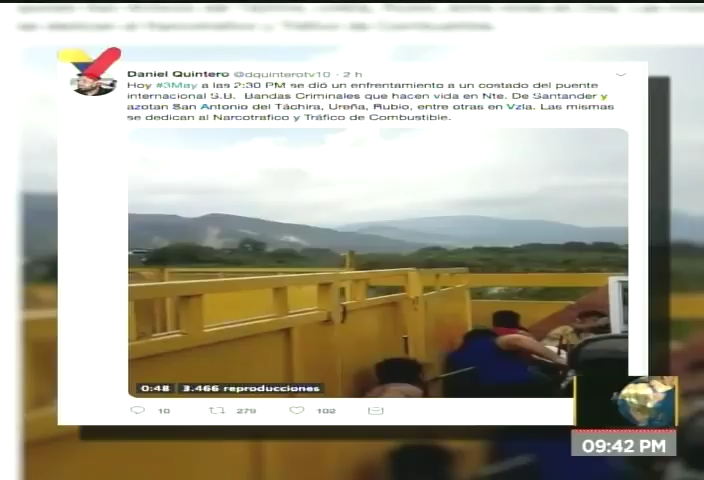 Daniel Quintero @dquinterotv10 · 2 h
Hoy #3May a las 2:30 PM se dió un enfrentamiento a un costado del puente
internacional S.B. Bandas Criminales que hacen vida en Nte. De Santander y
azotan San Antonio del Táchira, Ureña, Rubio, entre otras en Vzla. Las mismas
se dedican al Narcotrafico y Tráfico de Combustible.
0:48 3.466 reproducciones
10 279 102
09:42 PM